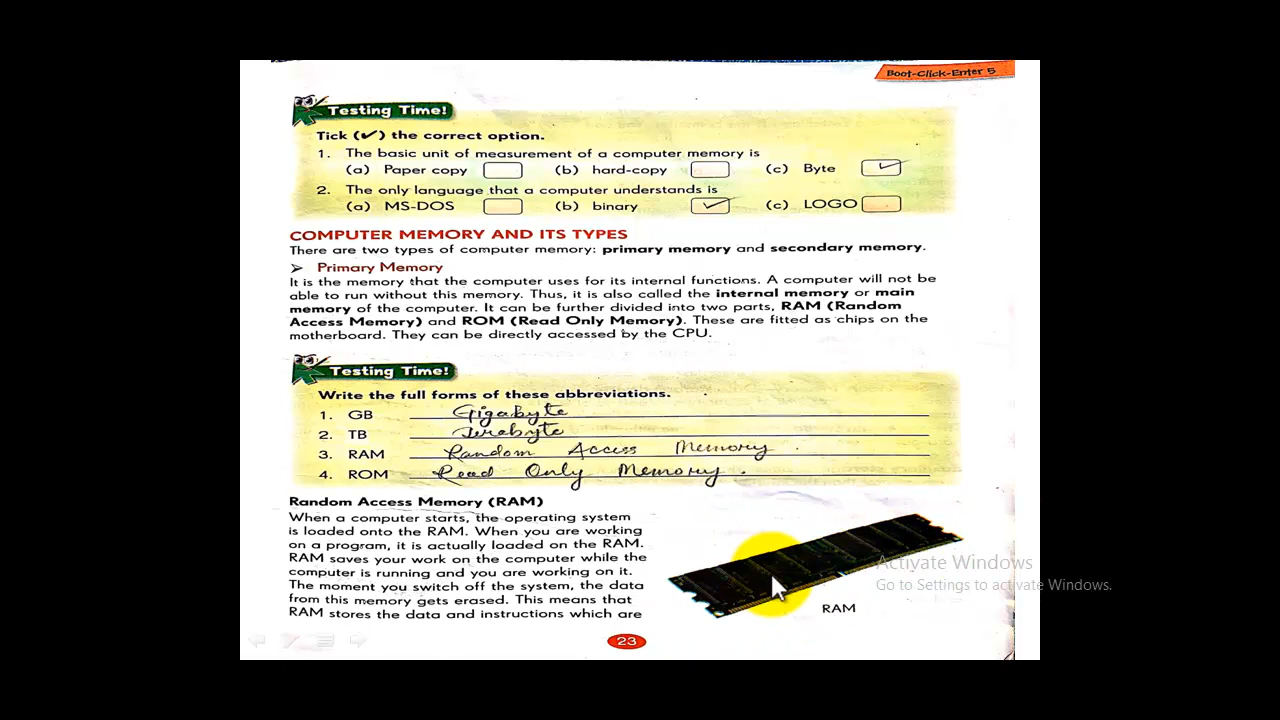 Boot-Click-Enter 5
Testing Time!
Tick (✔) the correct option.
1. The basic unit of measurement of a computer memory is
(a) Paper copy (b) hard-copy (c) Byte ✓
2. The only language that a computer understands is
(a) MS-DOS (b) binary ✓ (c) LOGO
COMPUTER MEMORY AND ITS TYPES
There are two types of computer memory: primary memory and secondary memory.
➢ Primary Memory
It is the memory that the computer uses for its internal functions. A computer will not be
able to run without this memory. Thus, it is also called the internal memory or main
memory of the computer. It can be further divided into two parts, RAM (Random
Access Memory) and ROM (Read Only Memory). These are fitted as chips on the
motherboard. They can be directly accessed by the CPU.
Testing Time!
Write the full forms of these abbreviations.
1. GB Gigabyte
2. TB Terabyte
3. RAM Random Access Memory.
4. ROM Read Only Memory.
Random Access Memory (RAM)
When a computer starts, the operating system
is loaded onto the RAM. When you are working
on a program, it is actually loaded on the RAM.
RAM saves your work on the computer while the
computer is running and you are working on it.
The moment you switch off the system, the data
from this memory gets erased. This means that
RAM stores the data and instructions which are
RAM
Activate Windows
Go to Settings to activate Windows.
23